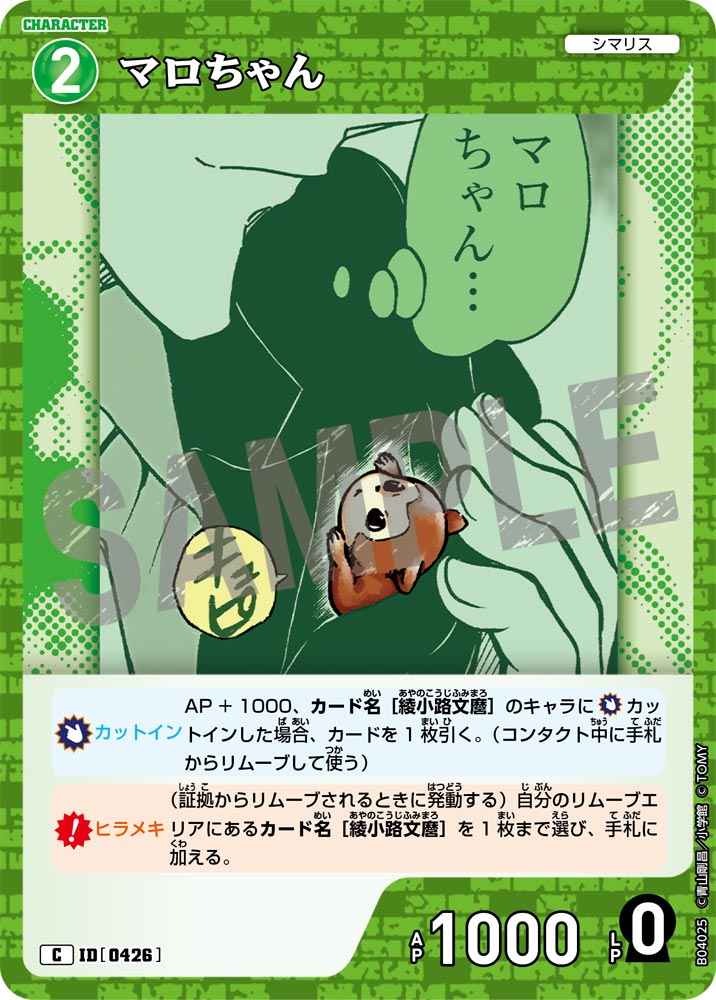 CHARACTER
2
マロちゃん
シマリス
マロ
ちゃん…
キョロ
SAMPLE
カットイン
AP + 1000、カード名［綾小路文麿］のキャラに カッ
トインした場合、カードを1枚引く。（コンタクト中に手札
からリムーブして使う）
ヒラメキ
（証拠からリムーブされるときに発動する）自分のリムーブエ
リアにあるカード名［綾小路文麿］を1枚まで選び、手札に
加える。
C ID[0426]
AP 1000
LP 0
B04025 ©青山剛昌／小学館 © TOMY